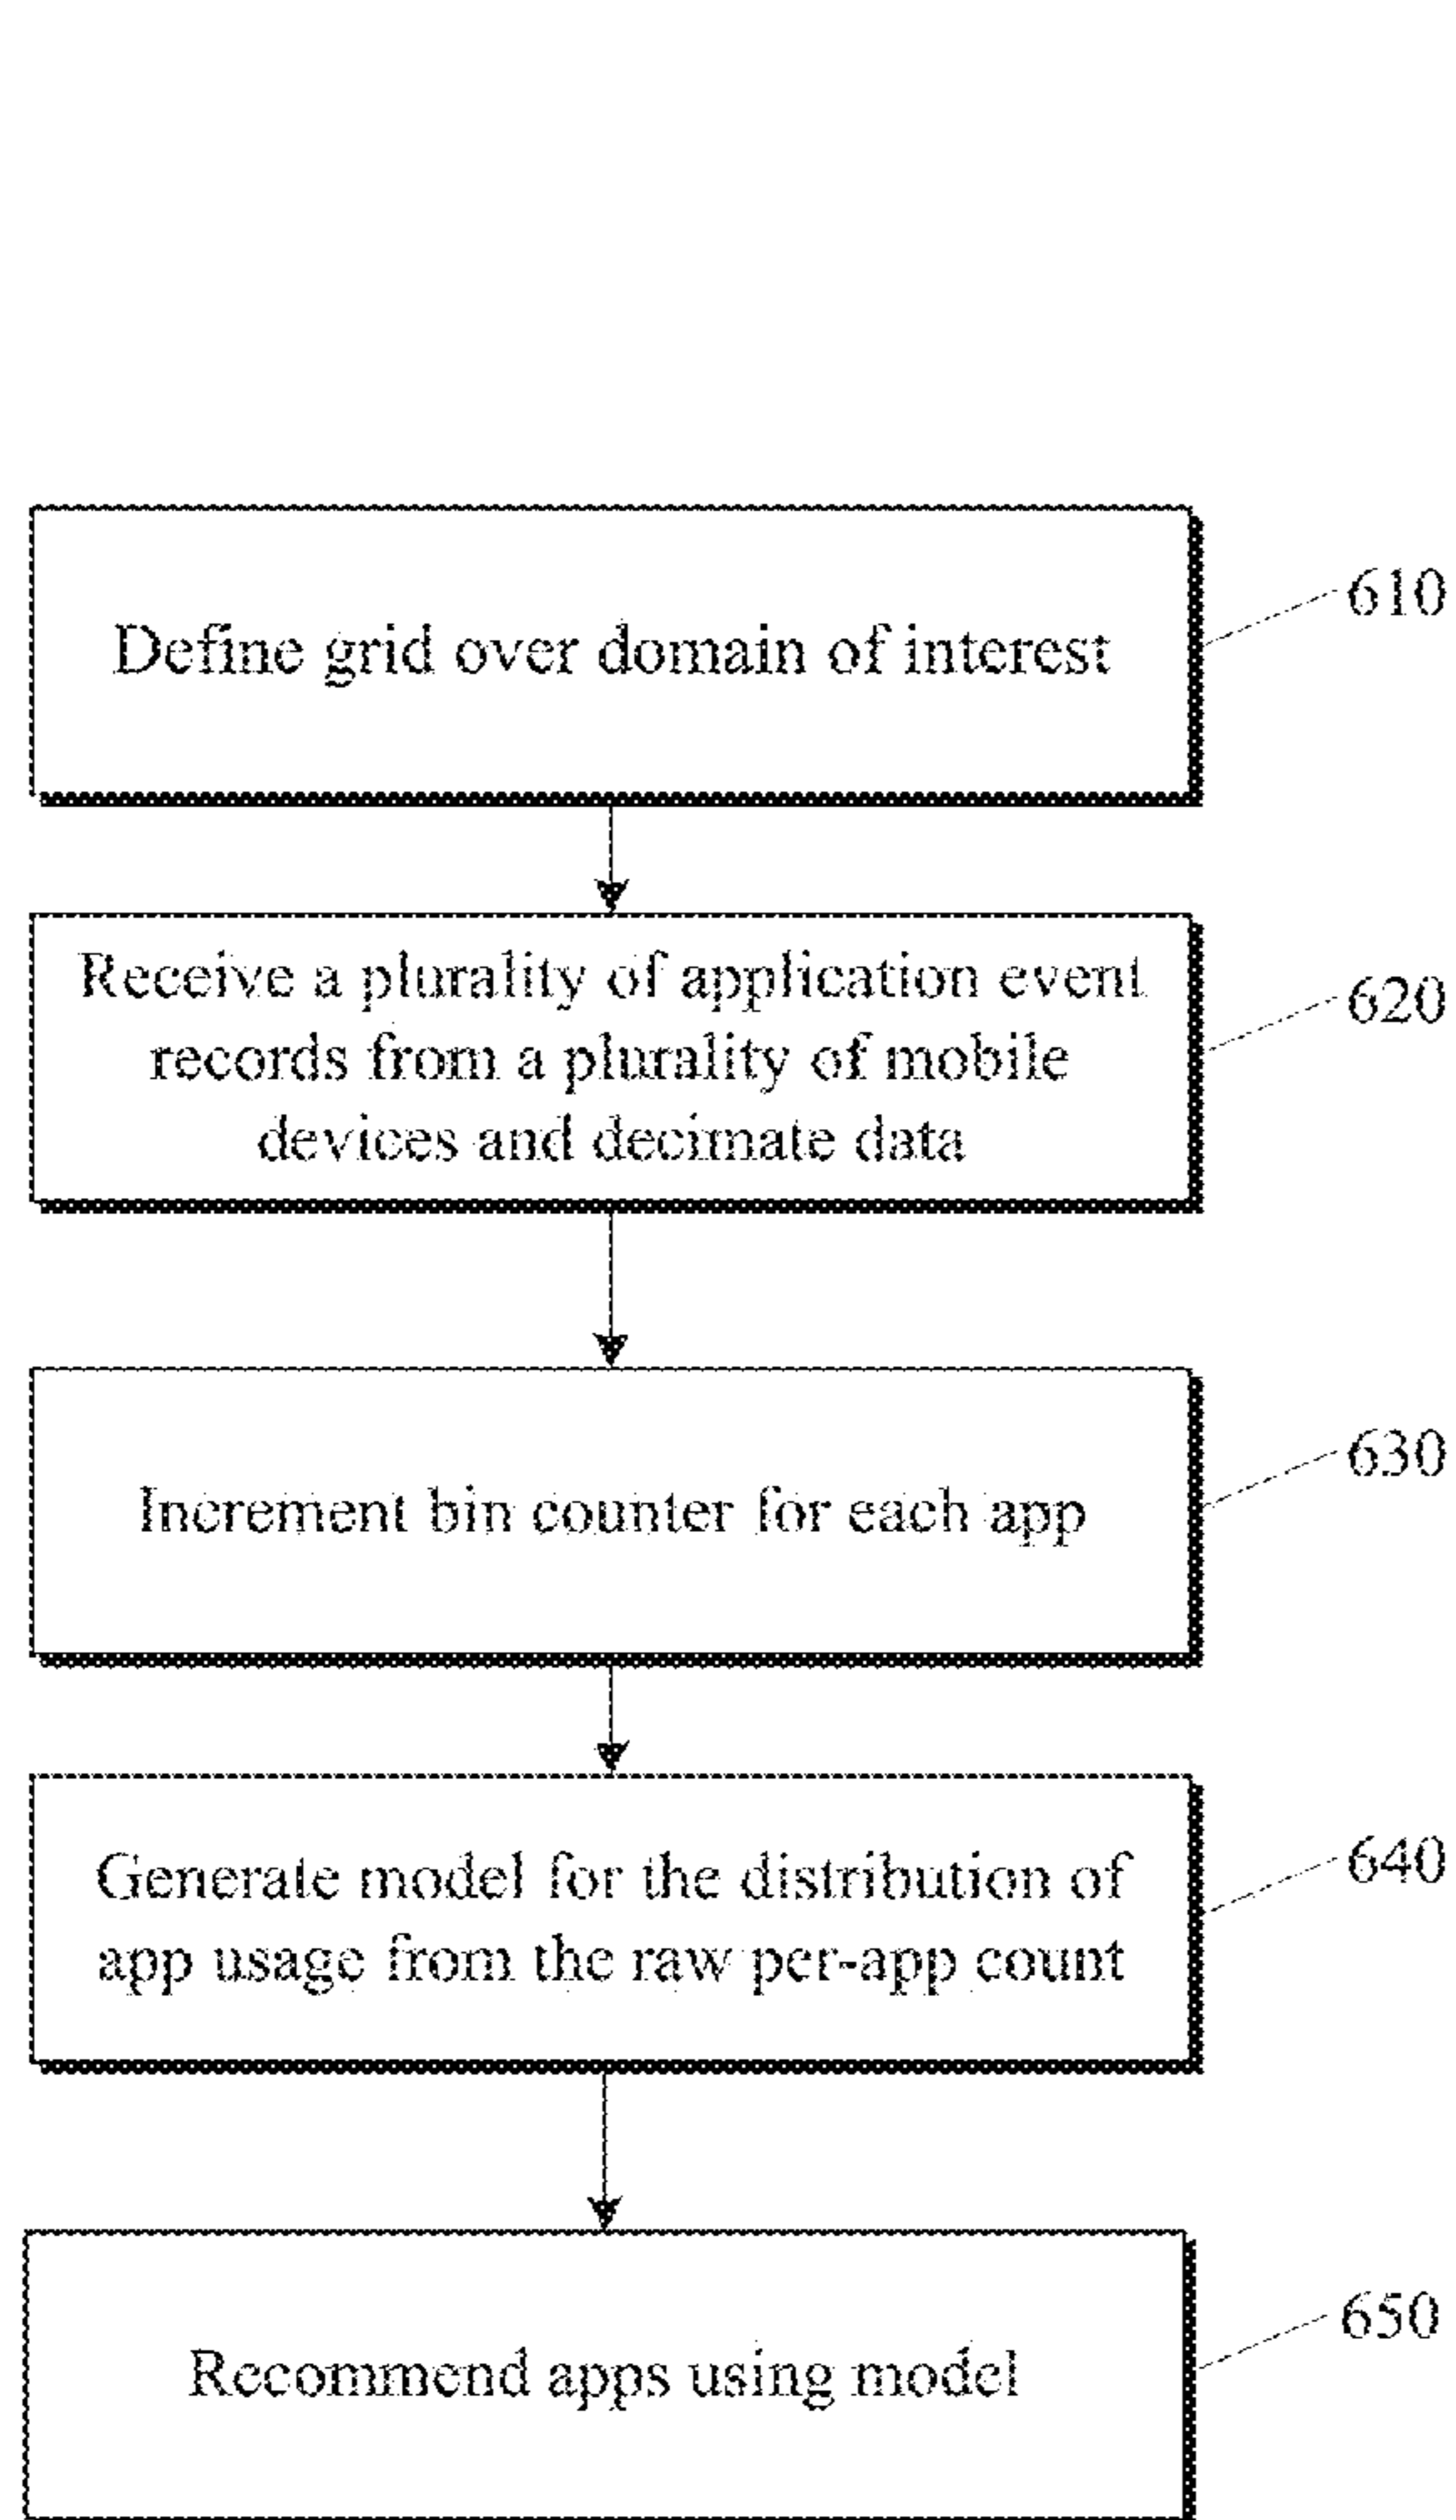 Define grid over domain of interest
610
Receive a plurality of application event
records from a plurality of mobile
devices and decimate data
620
Increment bin counter for each app
630
Generate model for the distribution of
app usage from the raw per-app count
640
Recommend apps using model
650